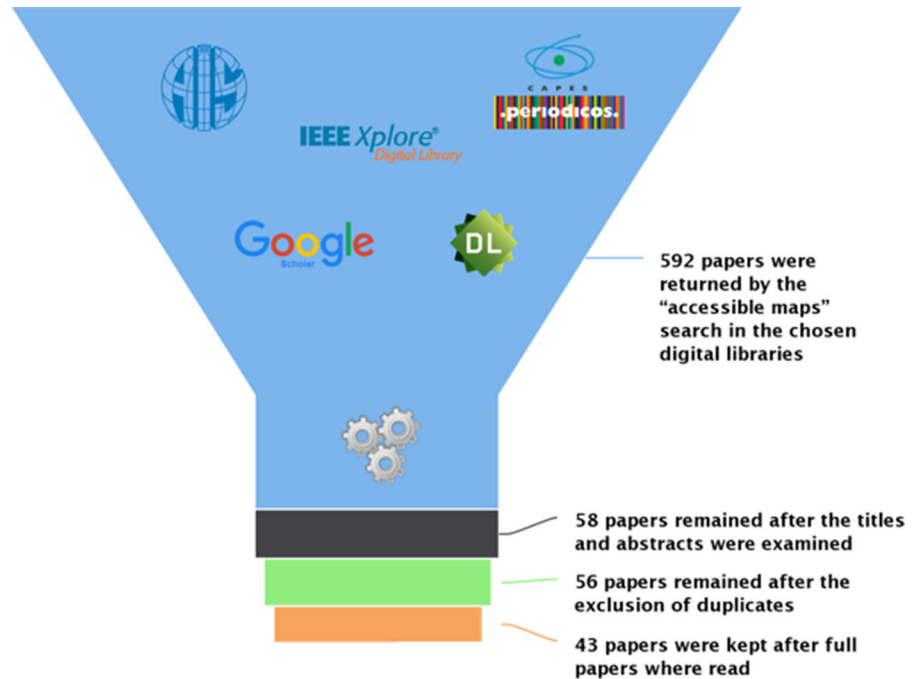 CAPES
.periodicos.
IEEE Xplore®
Digital Library
Google
Scholar
DL
592 papers were
returned by the
“accessible maps”
search in the chosen
digital libraries
58 papers remained after the titles
and abstracts were examined
56 papers remained after the
exclusion of duplicates
43 papers were kept after full
papers where read